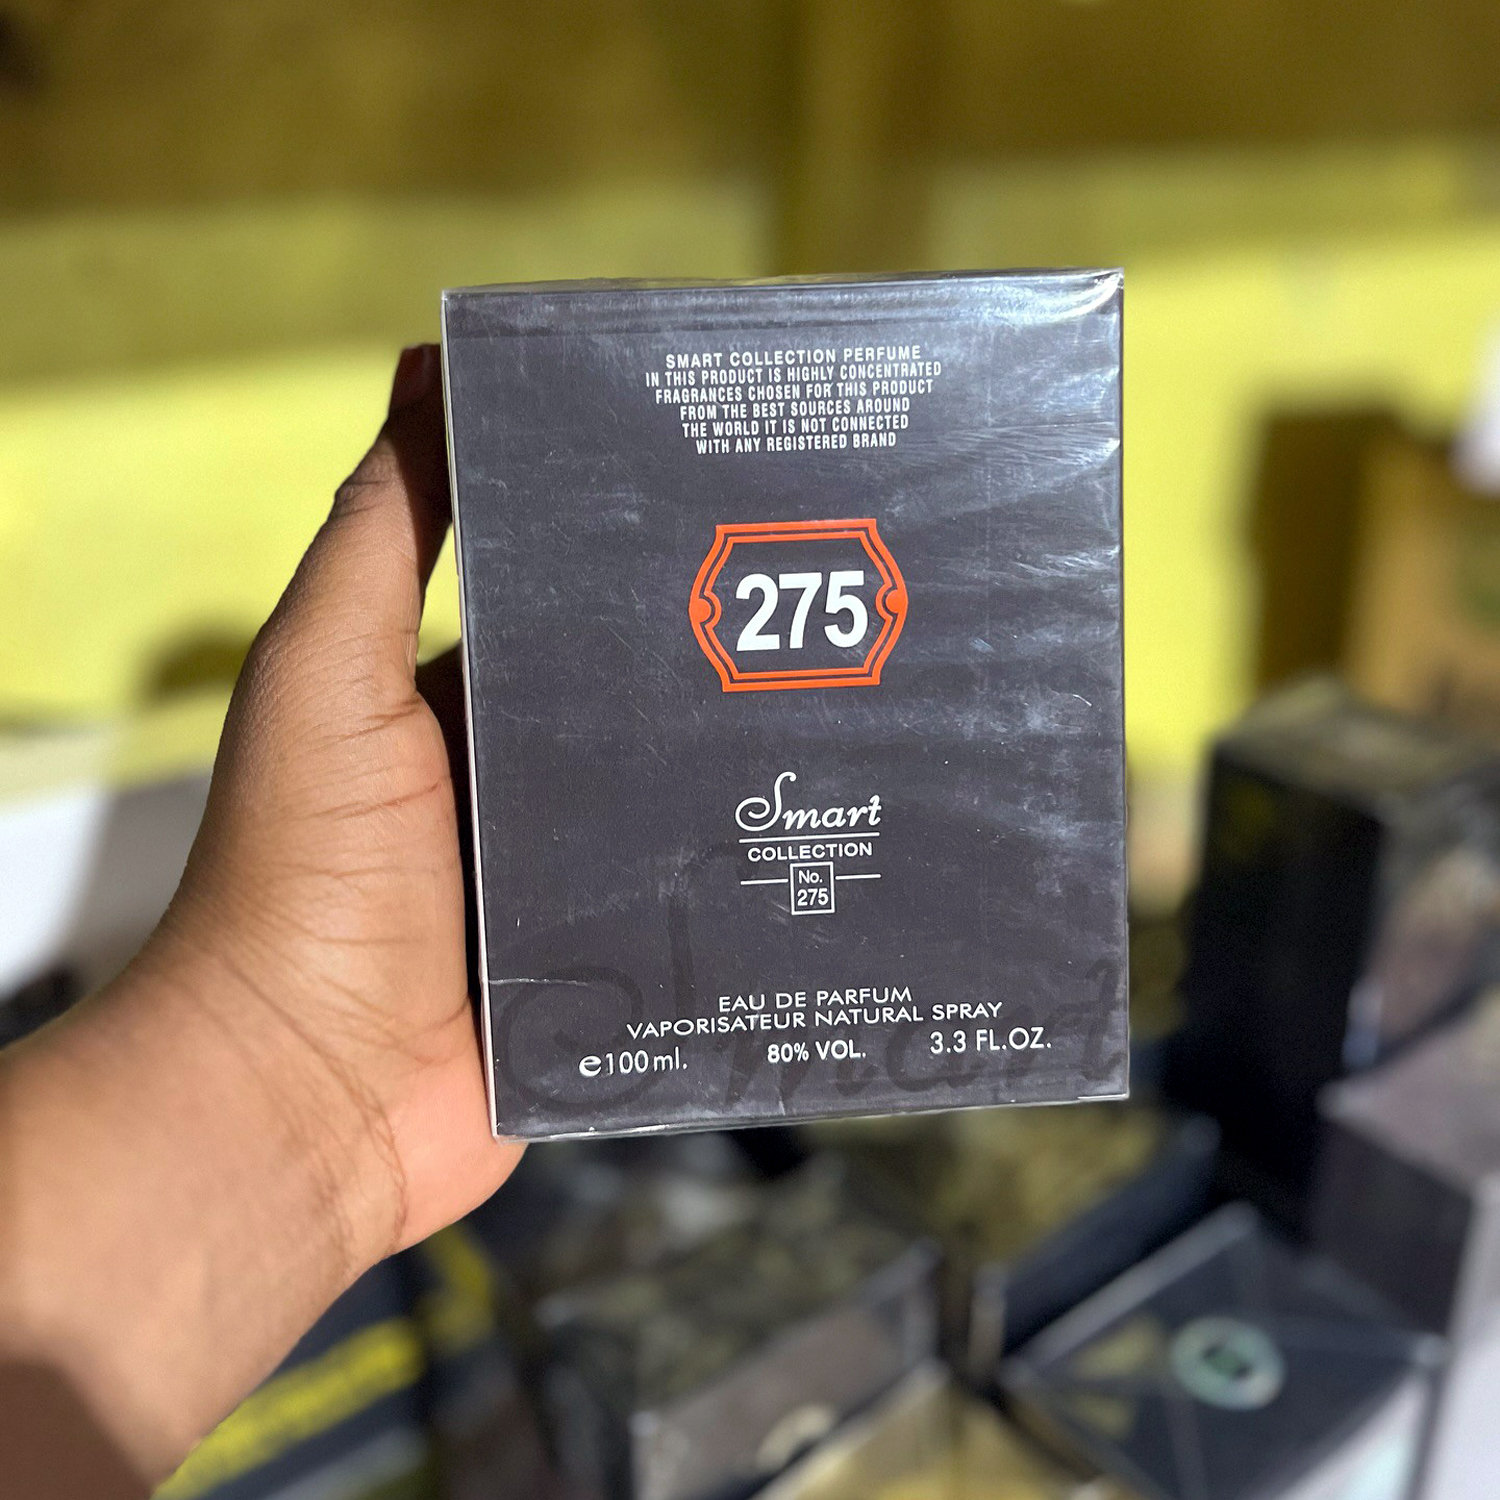 SMART COLLECTION PERFUME
IN THIS PRODUCT IS HIGHLY CONCENTRATED
FRAGRANCES CHOSEN FOR THIS PRODUCT
FROM THE BEST SOURCES AROUND
THE WORLD IT IS NOT CONNECTED
WITH ANY REGISTERED BRAND
275
Smart
COLLECTION
No.
275
Smart
EAU DE PARFUM
VAPORISATEUR NATURAL SPRAY
e100ml. 80% VOL. 3.3 FL.OZ.